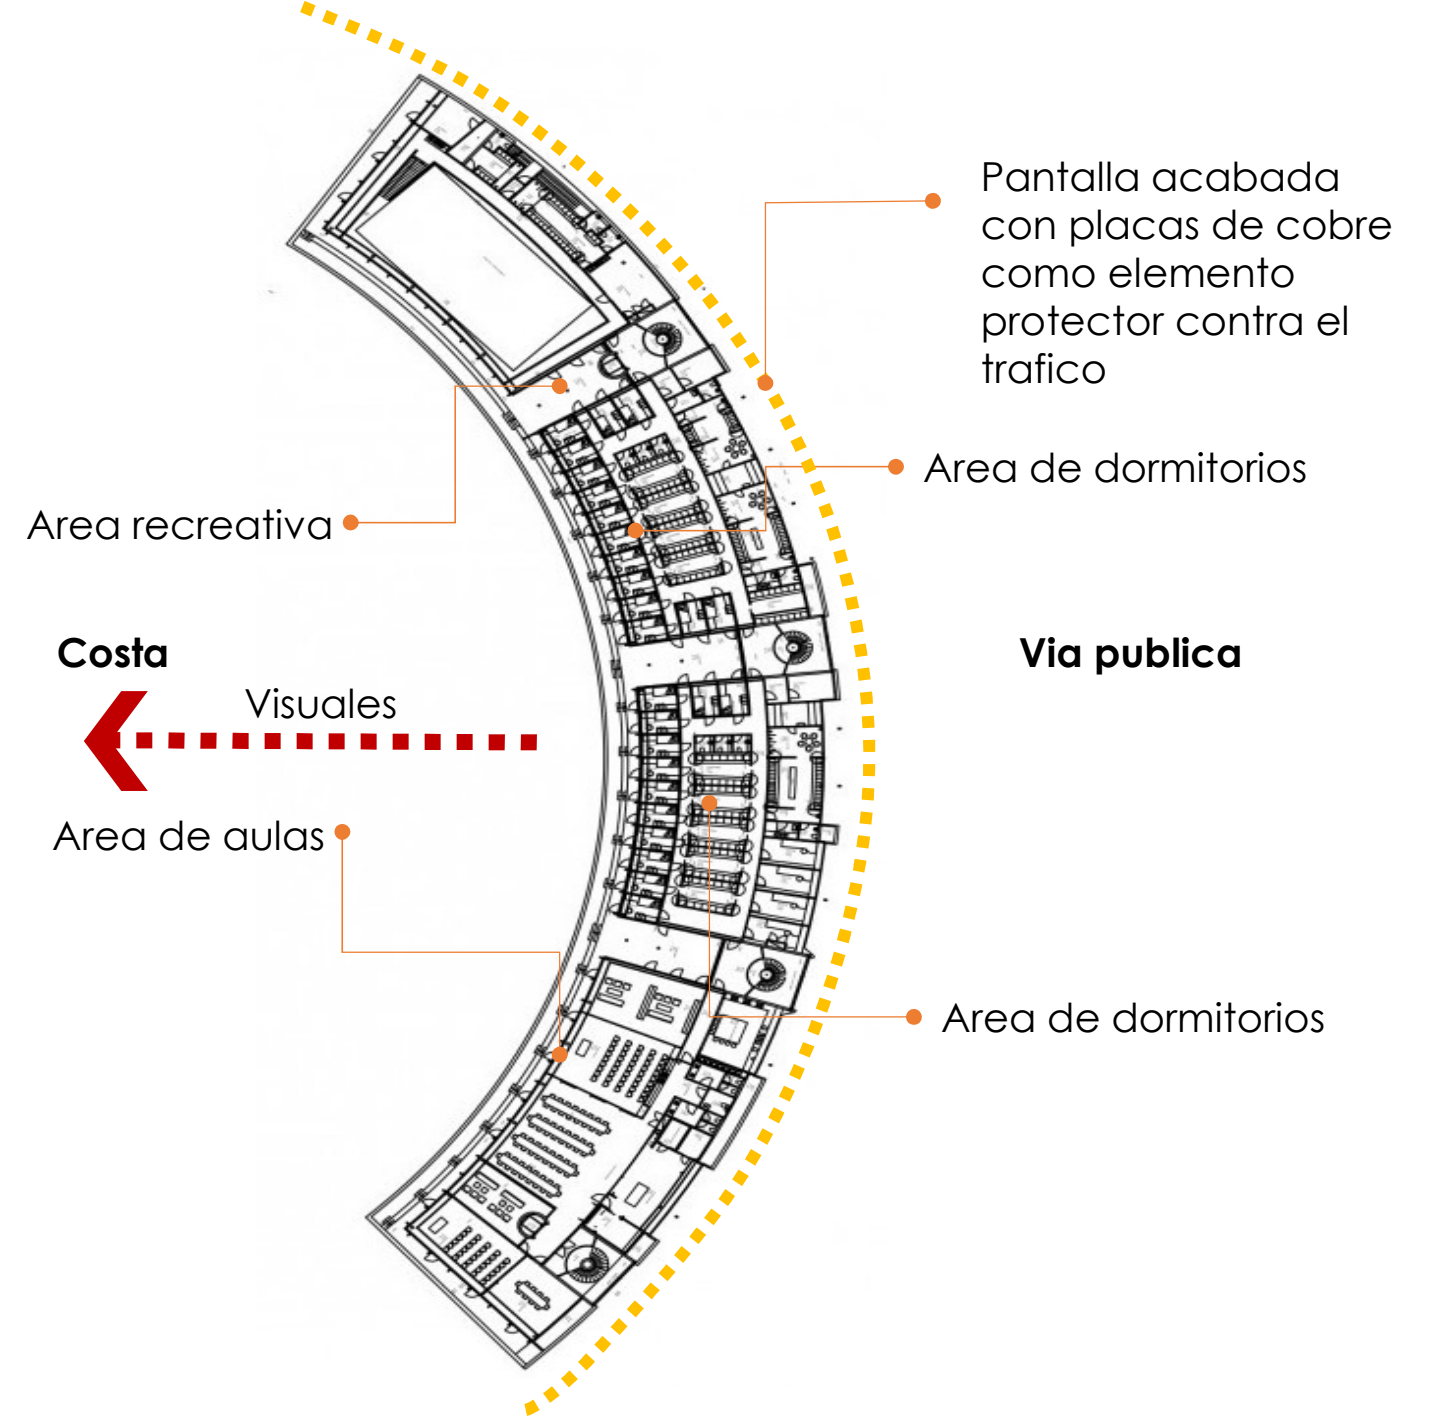 Pantalla acabada
con placas de cobre
como elemento
protector contra el
trafico
Area de dormitorios
Area recreativa
Costa
Via publica
Visuales
Area de aulas
Area de dormitorios